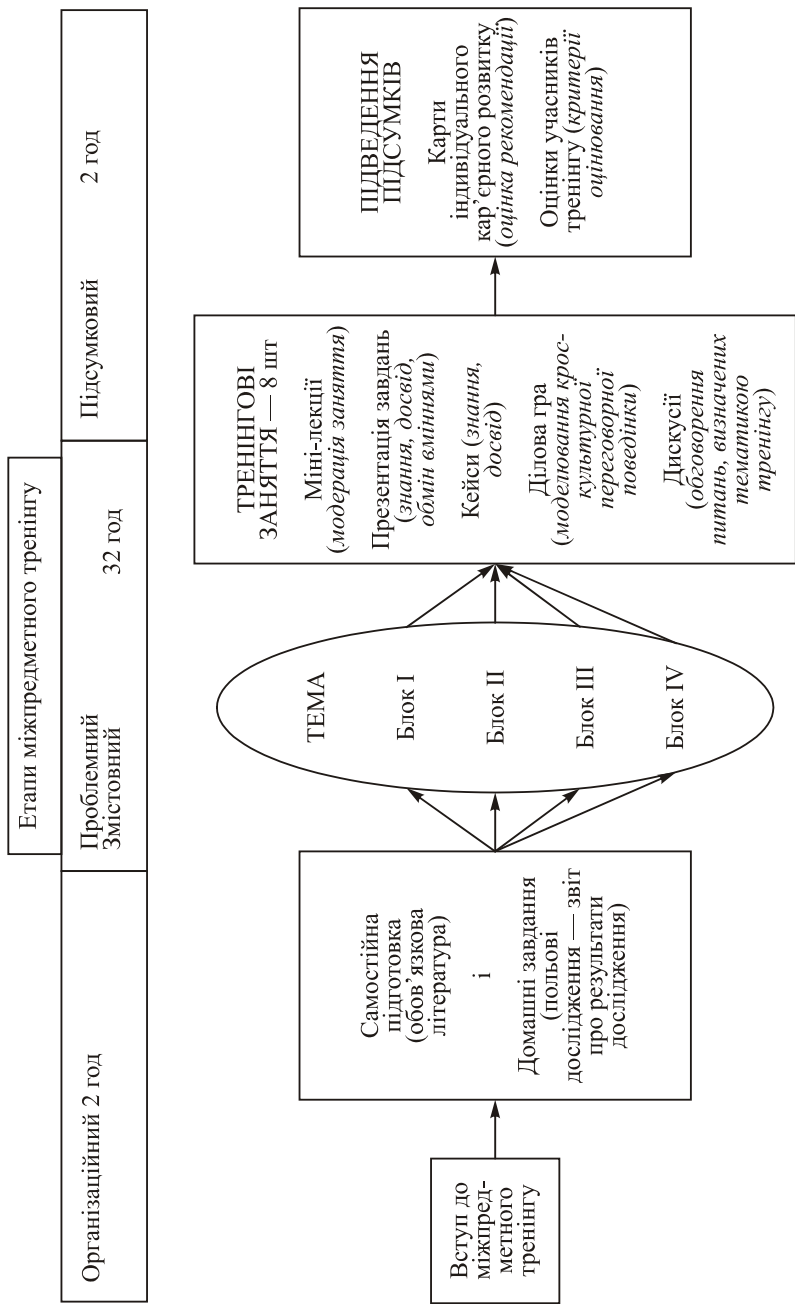 Етапи міжпредметного тренінгу
Організаційний 2 год
Проблемний
Змістовний
32 год
Підсумковий
2 год
Вступ до
міжпред-
метного
тренінгу
Самостійна
підготовка
(обов’язкова
література)
і
Домашні завдання
(польові
дослідження — звіт
про результати
дослідження)
ТЕМА
Блок I
Блок II
Блок III
Блок IV
ТРЕНІНГОВІ
ЗАНЯТТЯ — 8 шт
Міні-лекції
(модерація заняття)
Презентація завдань
(знання, досвід,
обмін вміннями)
Кейси (знання,
досвід)
Ділова гра
(моделювання крос-
культурної
переговорної
поведінки)
Дискусії
(обговорення
питань, визначених
тематикою
тренінгу)
ПІДВЕДЕННЯ
ПІДСУМКІВ
Карти
індивідуального
кар’єрного розвитку
(оцінка рекомендації)
Оцінки учасників
тренінгу (критерії
оцінювання)